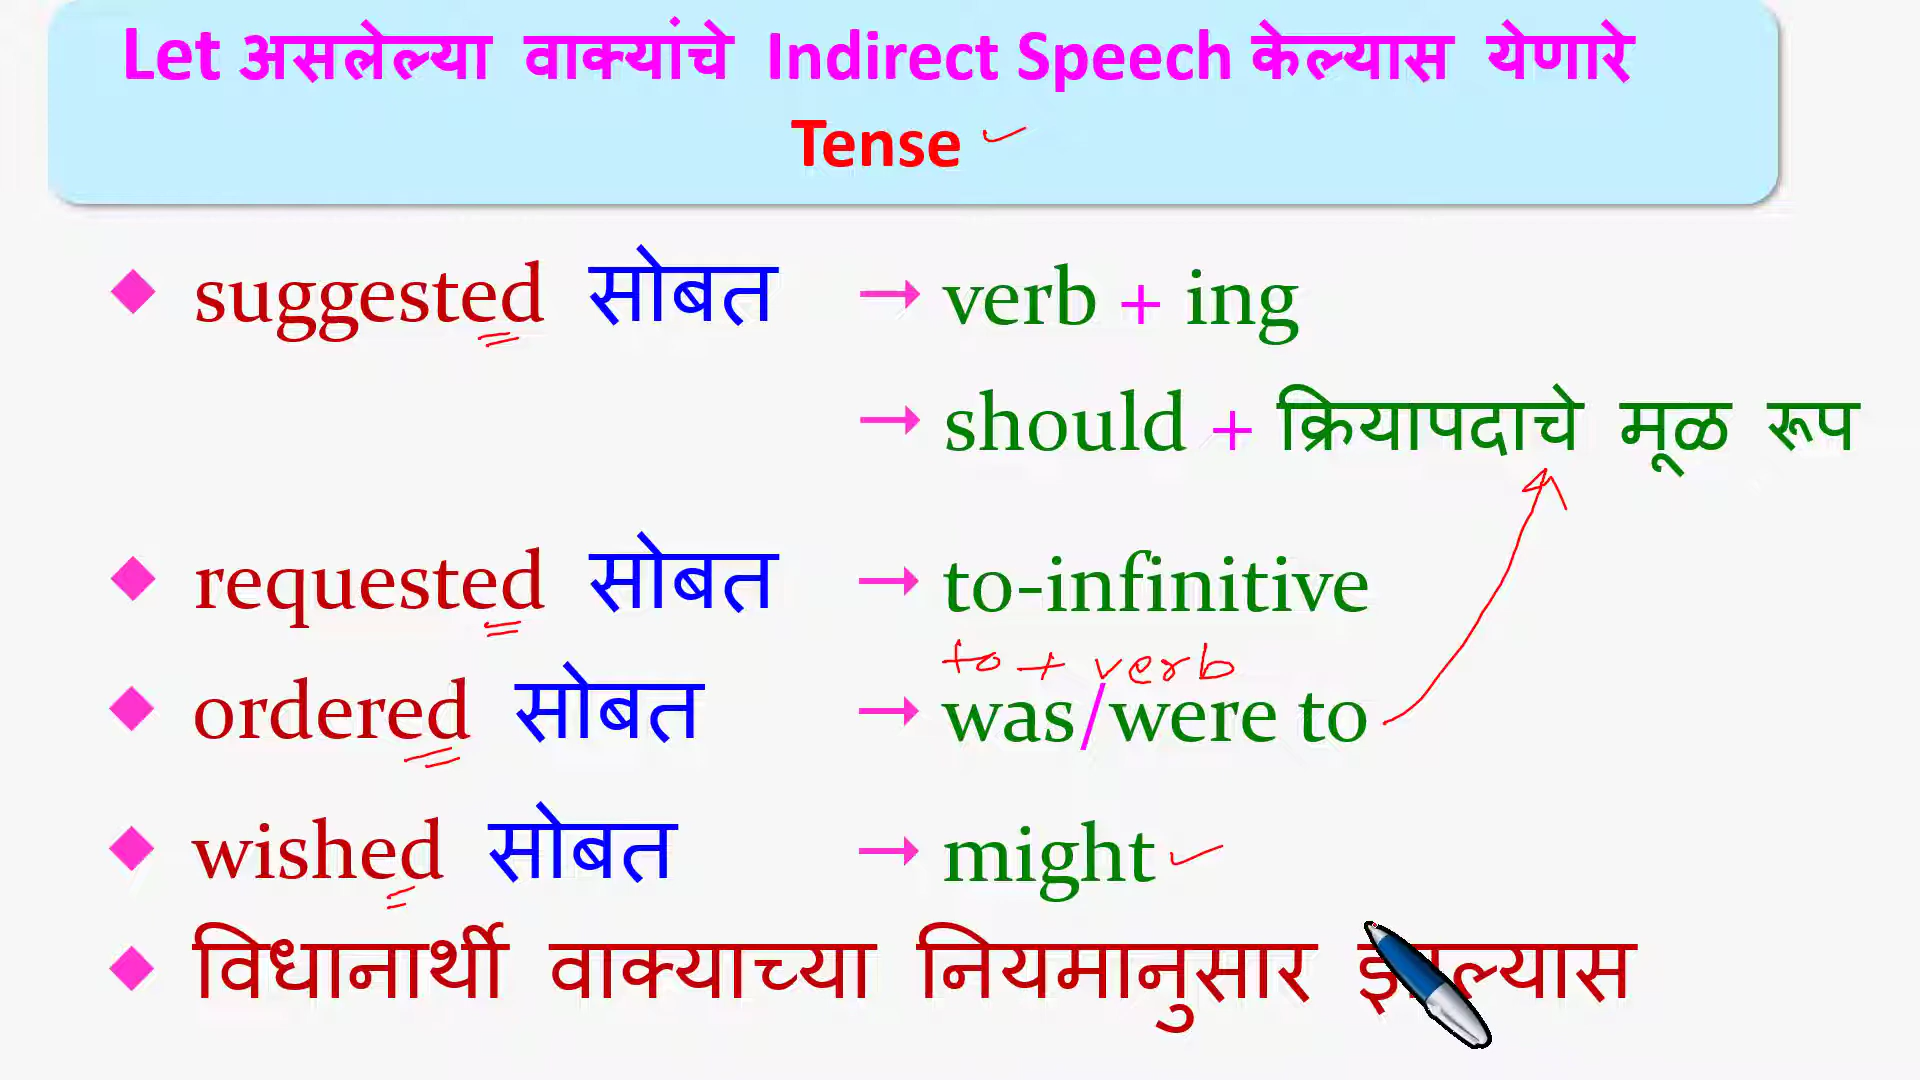 Let असलेल्या वाक्यांचे Indirect Speech केल्यास येणारे
Tense
suggested सोबत → verb + ing
→ should + क्रियापदाचे मूळ रूप
requested सोबत → to-infinitive
to + verb
ordered सोबत → was/were to
wished सोबत → might
विधानार्थी वाक्याच्या नियमानुसार झाल्यास